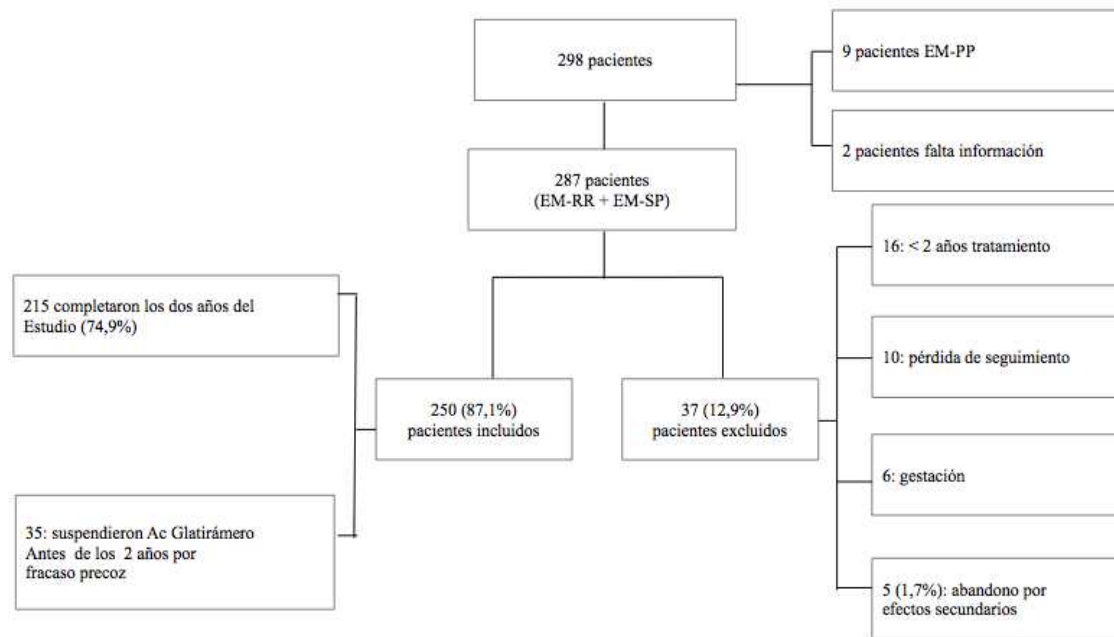 298 pacientes
9 pacientes EM-PP
2 pacientes falta información
287 pacientes
(EM-RR + EM-SP)
16: < 2 años tratamiento
215 completaron los dos años del
Estudio (74,9%)
10: pérdida de seguimiento
250 (87,1%)
pacientes incluidos
37 (12,9%)
pacientes excluidos
6: gestación
35: suspendieron Ac Glatirámero
Antes de los 2 años por
fracaso precoz
5 (1,7%): abandono por
efectos secundarios